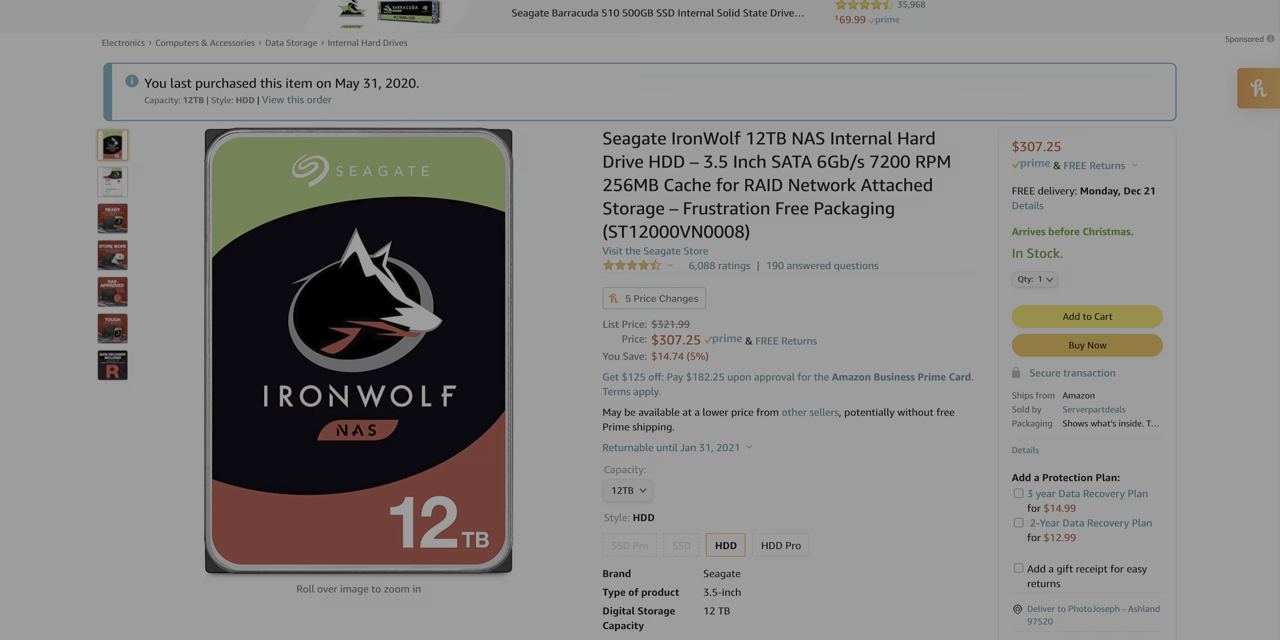 Seagate Barracuda 510 500GB SSD Internal Solid State Drive…
35,968
$69.99 prime
Electronics › Computers & Accessories › Data Storage › Internal Hard Drives
Sponsored
You last purchased this item on May 31, 2020.
Capacity: 12TB | Style: HDD | View this order
SEAGATE
IRONWOLF
NAS
12TB
Roll over image to zoom in
READY
STORE MORE
NAS APPROVED
TOUGH
R
Seagate IronWolf 12TB NAS Internal Hard
Drive HDD – 3.5 Inch SATA 6Gb/s 7200 RPM
256MB Cache for RAID Network Attached
Storage – Frustration Free Packaging
(ST12000VN0008)
Visit the Seagate Store
6,088 ratings | 190 answered questions
5 Price Changes
List Price: $321.99
Price: $307.25 prime & FREE Returns
You Save: $14.74 (5%)
Get $125 off: Pay $182.25 upon approval for the Amazon Business Prime Card.
Terms apply.
May be available at a lower price from other sellers, potentially without free
Prime shipping.
Returnable until Jan 31, 2021
Capacity:
12TB
Style: HDD
SSD Pro SSD HDD HDD Pro
Brand Seagate
Type of product 3.5-inch
Digital Storage 12 TB
Capacity
$307.25
prime & FREE Returns
FREE delivery: Monday, Dec 21
Details
Arrives before Christmas.
In Stock.
Qty: 1
Add to Cart
Buy Now
Secure transaction
Ships from Amazon
Sold by Serverpartdeals
Packaging Shows what's inside. T…
Details
Add a Protection Plan:
3 year Data Recovery Plan
for $14.99
2-Year Data Recovery Plan
for $12.99
Add a gift receipt for easy
returns
Deliver to PhotoJoseph - Ashland
97520